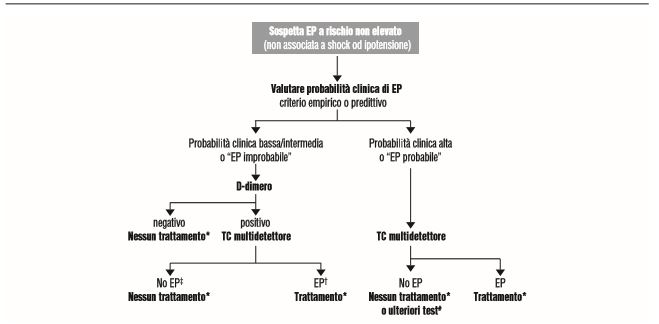 Sospetta EP a rischio non elevato
(non associata a shock od ipotensione)
Valutare probabilità clinica di EP
criterio empirico o predittivo
Probabilità clinica bassa/intermedia
o “EP improbabile”
Probabilità clinica alta
o “EP probabile”
D-dimero
negativo
Nessun trattamento*
positivo
TC multidetettore
TC multidetettore
No EP‡
Nessun trattamento*
EP†
Trattamento*
No EP
Nessun trattamento*
o ulteriori test#
EP
Trattamento*